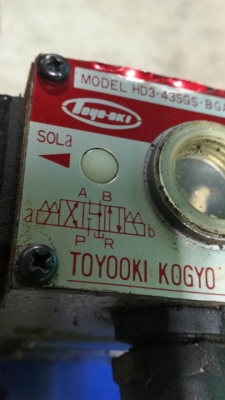 MODEL HD3-43SGS-BGA
TOYO-OKI
SOLa
A B
a b
P R
TOYOOKI KOGYO